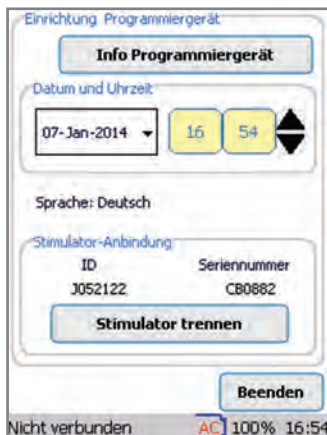 Einrichtung Programmiergerät
Info Programmiergerät
Datum und Uhrzeit
07-Jan-2014 16 54
Sprache: Deutsch
Stimulator-Anbindung
ID Seriennummer
J052122 CB0882
Stimulator trennen
Beenden
Nicht verbunden AC 100% 16:54